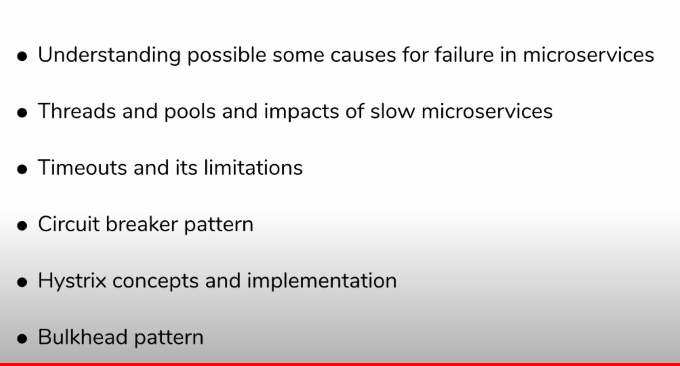 ● Understanding possible some causes for failure in microservices
● Threads and pools and impacts of slow microservices
● Timeouts and its limitations
● Circuit breaker pattern
● Hystrix concepts and implementation
● Bulkhead pattern